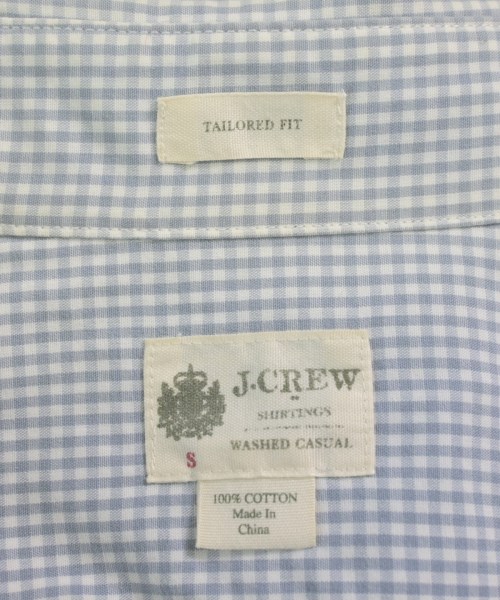 TAILORED FIT
J.CREW
SHIRTINGS
WASHED CASUAL
S
100% COTTON
Made In
China